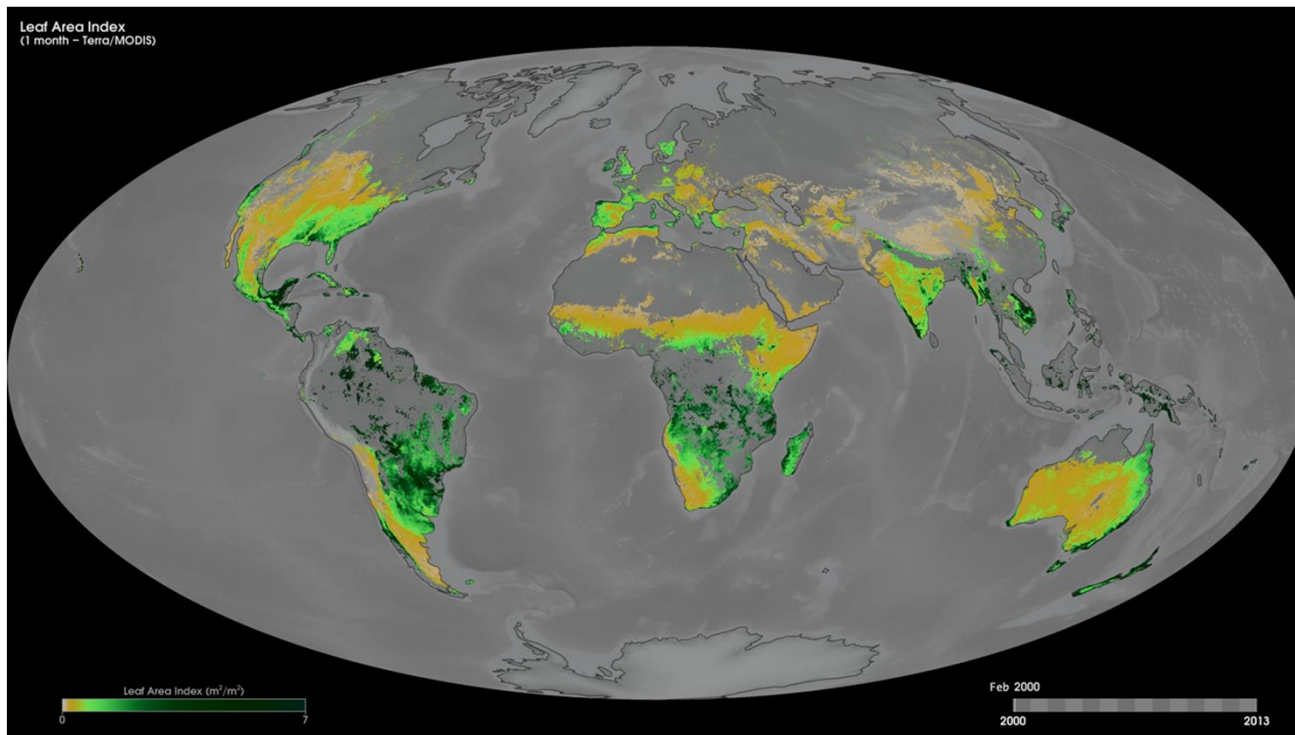 Leaf Area Index
(1 month – Terra/MODIS)
Leaf Area Index (m²/m²)
0 7
Feb 2000
2000 2013